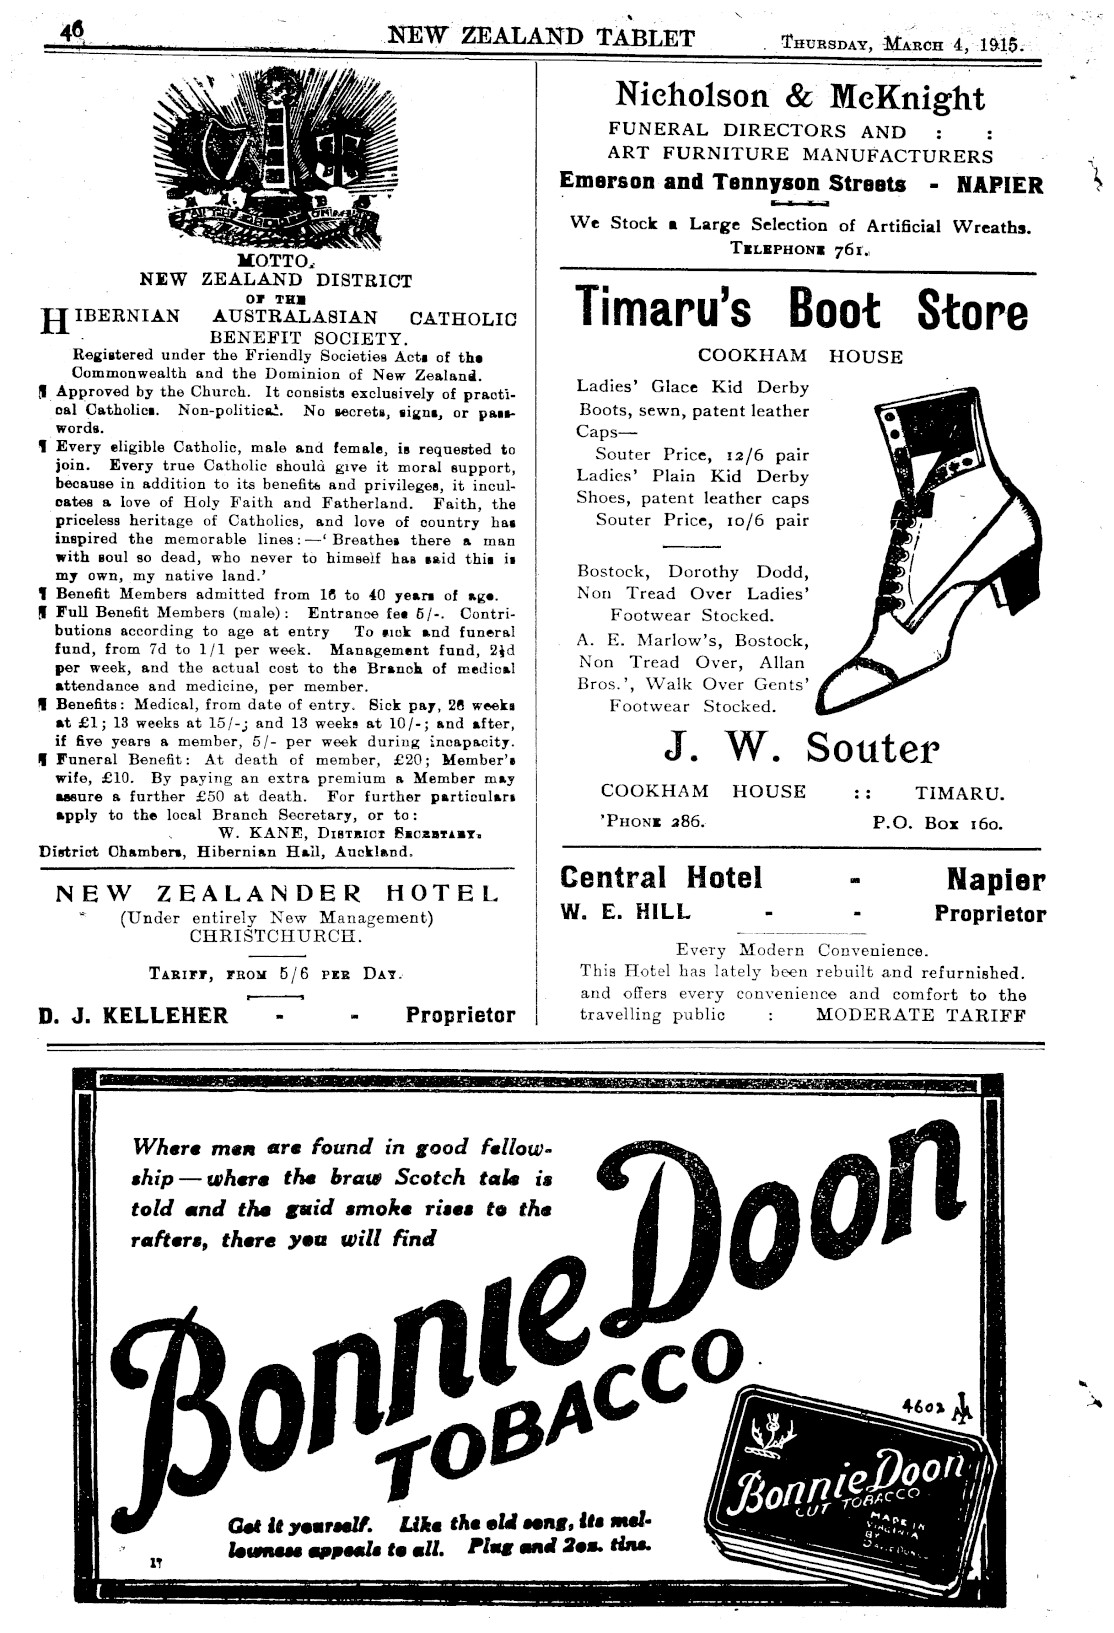 46
NEW ZEALAND TABLET
THURSDAY, MARCH 4, 1915.
MOTTO.
NEW ZEALAND DISTRICT
OF THE
HIBERNIAN AUSTRALASIAN CATHOLIC
BENEFIT SOCIETY.
Registered under the Friendly Societies Acts of the
Commonwealth and the Dominion of New Zealand.
¶ Approved by the Church. It consists exclusively of practi-
cal Catholics. Non-political. No secrets, signs, or pass-
words.
¶ Every eligible Catholic, male and female, is requested to
join. Every true Catholic should give it moral support,
because in addition to its benefits and privileges, it incul-
cates a love of Holy Faith and Fatherland. Faith, the
priceless heritage of Catholics, and love of country has
inspired the memorable lines:—'Breathes there a man
with soul so dead, who never to himself has said this is
my own, my native land.'
¶ Benefit Members admitted from 16 to 40 years of age.
¶ Full Benefit Members (male): Entrance fee 5/-. Contri-
butions according to age at entry To sick and funeral
fund, from 7d to 1/1 per week. Management fund, 2½d
per week, and the actual cost to the Branch of medical
attendance and medicine, per member.
¶ Benefits: Medical, from date of entry. Sick pay, 26 weeks
at £1; 13 weeks at 15/-; and 13 weeks at 10/-; and after,
if five years a member, 5/- per week during incapacity.
¶ Funeral Benefit: At death of member, £20; Member's
wife, £10. By paying an extra premium a Member may
assure a further £50 at death. For further particulars
apply to the local Branch Secretary, or to:
W. KANE, DISTRICT SECRETARY.
District Chambers, Hibernian Hall, Auckland.
NEW ZEALANDER HOTEL
(Under entirely New Management)
CHRISTCHURCH.
TARIFF, FROM 5/6 PER DAY.
D. J. KELLEHER - - Proprietor
Nicholson & McKnight
FUNERAL DIRECTORS AND : :
ART FURNITURE MANUFACTURERS
Emerson and Tennyson Streets - NAPIER
We Stock a Large Selection of Artificial Wreaths.
TELEPHONE 761.
Timaru's Boot Store
COOKHAM HOUSE
Ladies' Glace Kid Derby
Boots, sewn, patent leather
Caps—
Souter Price, 12/6 pair
Ladies' Plain Kid Derby
Shoes, patent leather caps
Souter Price, 10/6 pair
Bostock, Dorothy Dodd,
Non Tread Over Ladies'
Footwear Stocked.
A. E. Marlow's, Bostock,
Non Tread Over, Allan
Bros.', Walk Over Gents'
Footwear Stocked.
J. W. Souter
COOKHAM HOUSE :: TIMARU.
'PHONE 286. P.O. Box 160.
Central Hotel - Napier
W. E. HILL - - Proprietor
Every Modern Convenience.
This Hotel has lately been rebuilt and refurnished.
and offers every convenience and comfort to the
travelling public : MODERATE TARIFF
Where men are found in good fellow-
ship—where the braw Scotch tale is
told and the guid smoke rises to the
rafters, there you will find
Bonnie Doon
TOBACCO
Get it yourself. Like the old song, its mel-
lowness appeals to all. Plug and 2oz. tins.
17
4602
Bonnie Doon
CUT TOBACCO
MADE IN
VIRGINIA
BY